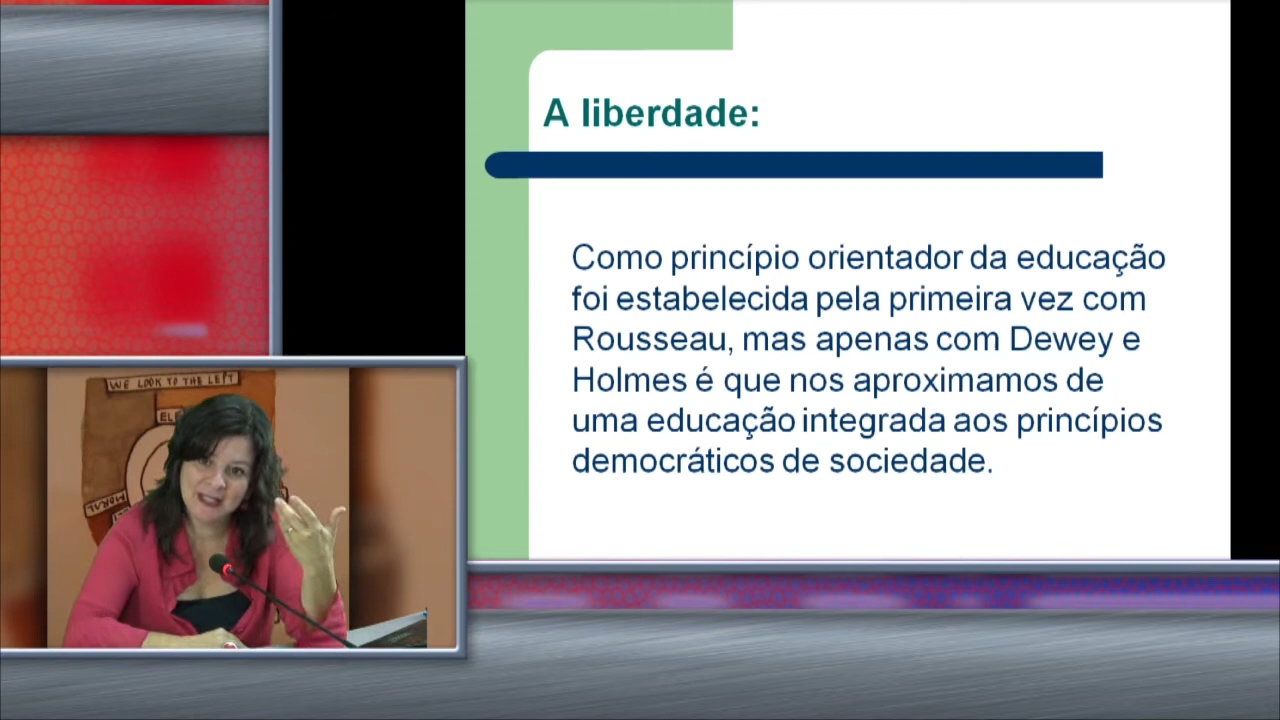 A liberdade:
Como princípio orientador da educação
foi estabelecida pela primeira vez com
Rousseau, mas apenas com Dewey e
Holmes é que nos aproximamos de
uma educação integrada aos princípios
democráticos de sociedade.
WE LOOK TO THE LEFT
MORAL